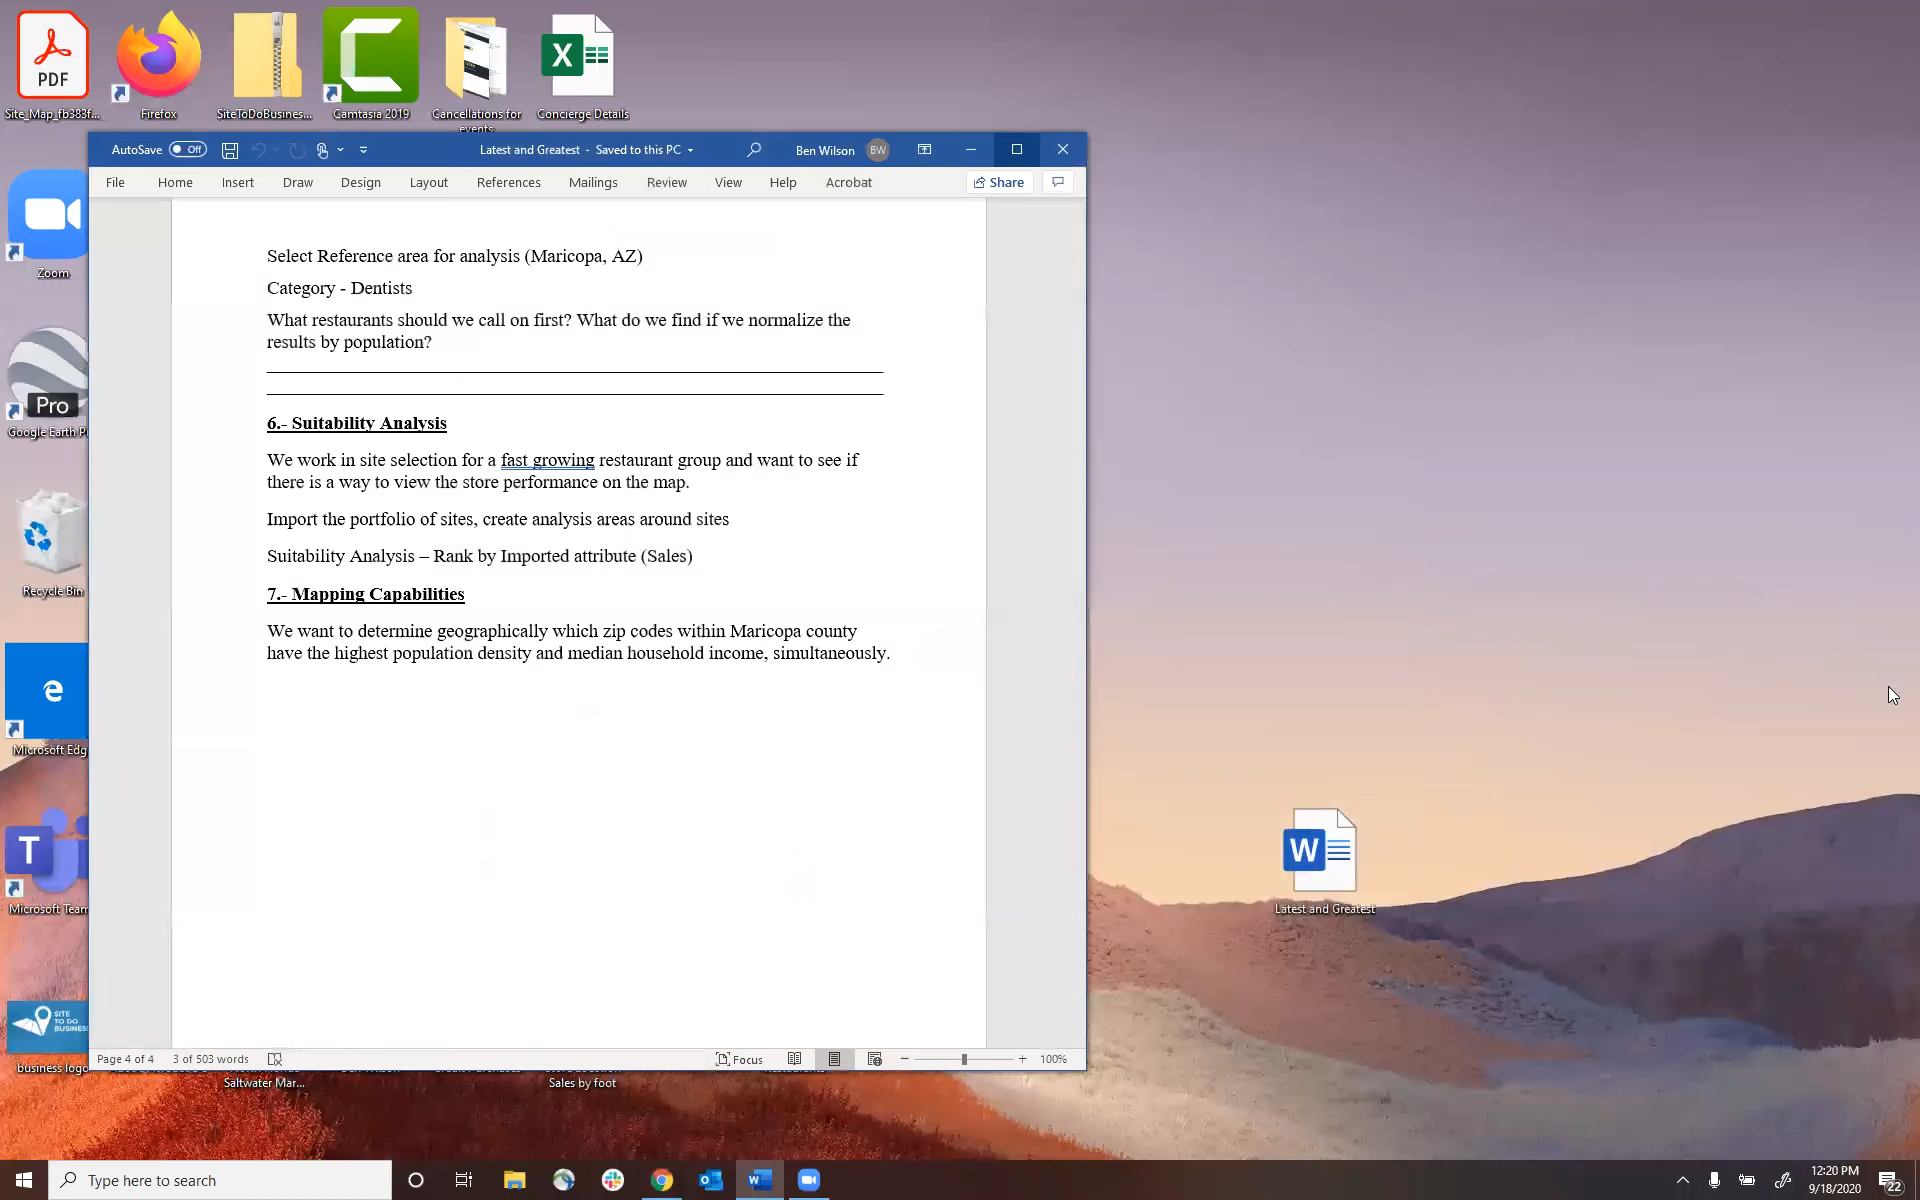 PDF
Site_Map_fb383f...
Firefox
SiteToDoBusines...
Camtasia 2019
Cancellations for
events
Concierge Details
AutoSave Off
Latest and Greatest - Saved to this PC
Ben Wilson BW
File Home Insert Draw Design Layout References Mailings Review View Help Acrobat Share
Zoom
Pro
Google Earth P
Recycle Bin
Microsoft Edg
Microsoft Team
SITE
TO DO
BUSINESS
business logo
Select Reference area for analysis (Maricopa, AZ)
Category - Dentists
What restaurants should we call on first? What do we find if we normalize the
results by population?
6.- Suitability Analysis
We work in site selection for a fast growing restaurant group and want to see if
there is a way to view the store performance on the map.
Import the portfolio of sites, create analysis areas around sites
Suitability Analysis – Rank by Imported attribute (Sales)
7.- Mapping Capabilities
We want to determine geographically which zip codes within Maricopa county
have the highest population density and median household income, simultaneously.
Page 4 of 4 3 of 503 words Focus 100%
Saltwater Mar...
Sales by foot
Latest and Greatest
Type here to search
12:20 PM
9/18/2020
22